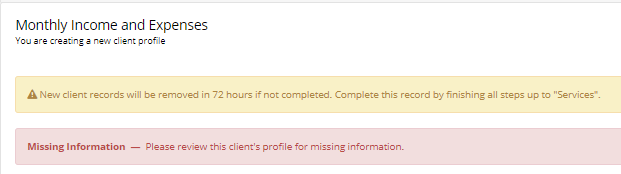 Monthly Income and Expenses
You are creating a new client profile
New client records will be removed in 72 hours if not completed. Complete this record by finishing all steps up to "Services".
Missing Information — Please review this client's profile for missing information.